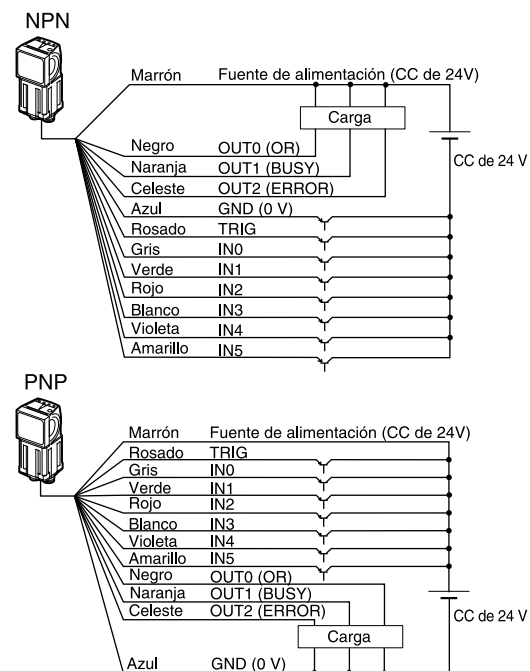 NPN
Marrón Fuente de alimentación (CC de 24V)
Carga
Negro OUT0 (OR)
Naranja OUT1 (BUSY)
CC de 24 V
Celeste OUT2 (ERROR)
Azul GND (0 V)
Rosado TRIG
Gris IN0
Verde IN1
Rojo IN2
Blanco IN3
Violeta IN4
Amarillo IN5
PNP
Marrón Fuente de alimentación (CC de 24V)
Rosado TRIG
Gris IN0
Verde IN1
Rojo IN2
Blanco IN3
Violeta IN4
Amarillo IN5
Negro OUT0 (OR)
Naranja OUT1 (BUSY)
Celeste OUT2 (ERROR)
CC de 24 V
Carga
Azul GND (0 V)